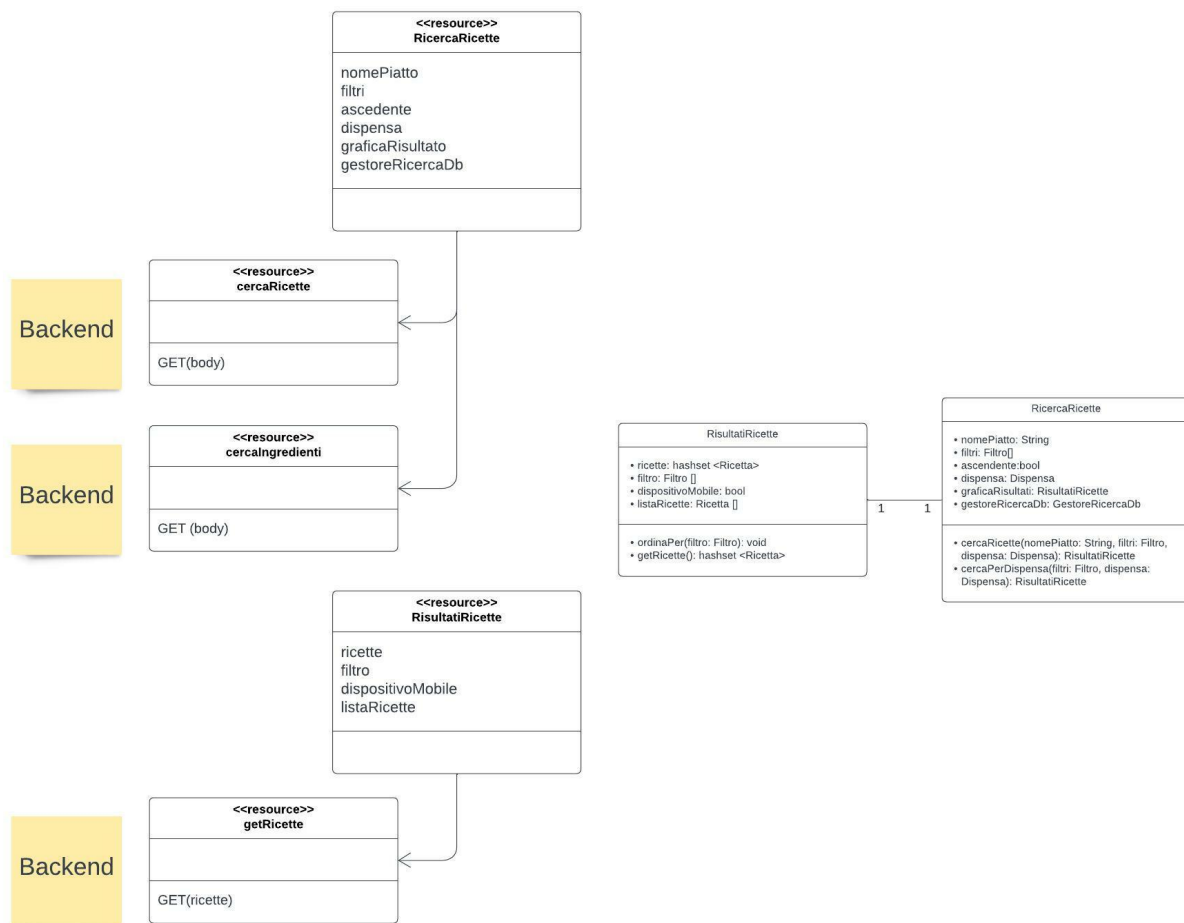 <<resource>>
RicercaRicette
nomePiatto
filtri
ascedente
dispensa
graficaRisultato
gestoreRicercaDb
Backend
<<resource>>
cercaRicette
GET(body)
Backend
<<resource>>
cercaIngredienti
GET (body)
<<resource>>
RisultatiRicette
ricette
filtro
dispositivoMobile
listaRicette
Backend
<<resource>>
getRicette
GET(ricette)
RisultatiRicette
• ricette: hashset <Ricetta>
• filtro: Filtro []
• dispositivoMobile: bool
• listaRicette: Ricetta []
• ordinaPer(filtro: Filtro): void
• getRicette(): hashset <Ricetta>
1 1
RicercaRicette
• nomePiatto: String
• filtri: Filtro[]
• ascendente:bool
• dispensa: Dispensa
• graficaRisultati: RisultatiRicette
• gestoreRicercaDb: GestoreRicercaDb
• cercaRicette(nomePiatto: String, filtri: Filtro,
dispensa: Dispensa): RisultatiRicette
• cercaPerDispensa(filtri: Filtro, dispensa:
Dispensa): RisultatiRicette